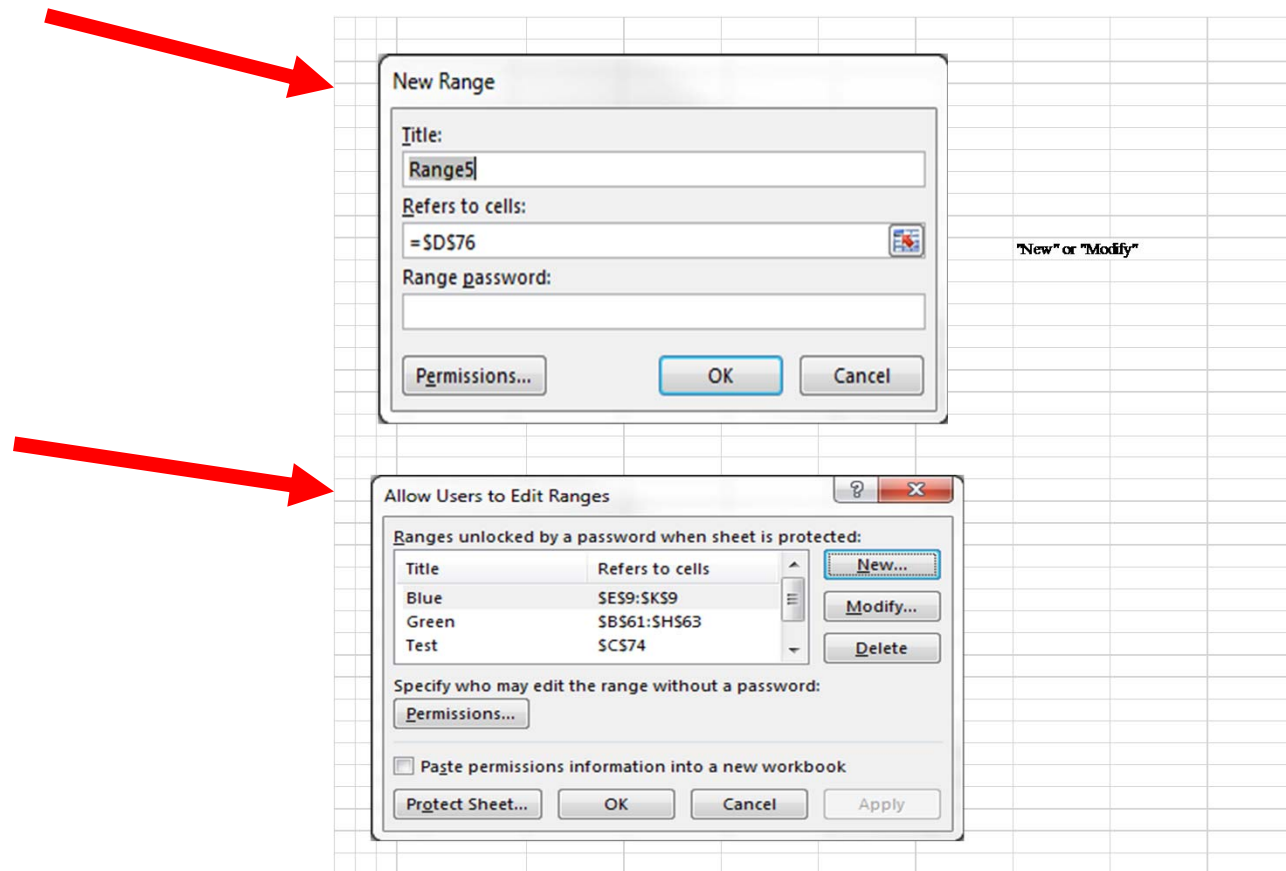 New Range
Title:
Range5
Refers to cells:
=$D$76
"New" or "Modify"
Range password:
Permissions...
OK
Cancel
Allow Users to Edit Ranges
Ranges unlocked by a password when sheet is protected:
Title Refers to cells
New...
Blue $E$9:$K$9
Modify...
Green $B$61:$H$63
Test $C$74
Delete
Specify who may edit the range without a password:
Permissions...
Paste permissions information into a new workbook
Protect Sheet... OK Cancel Apply